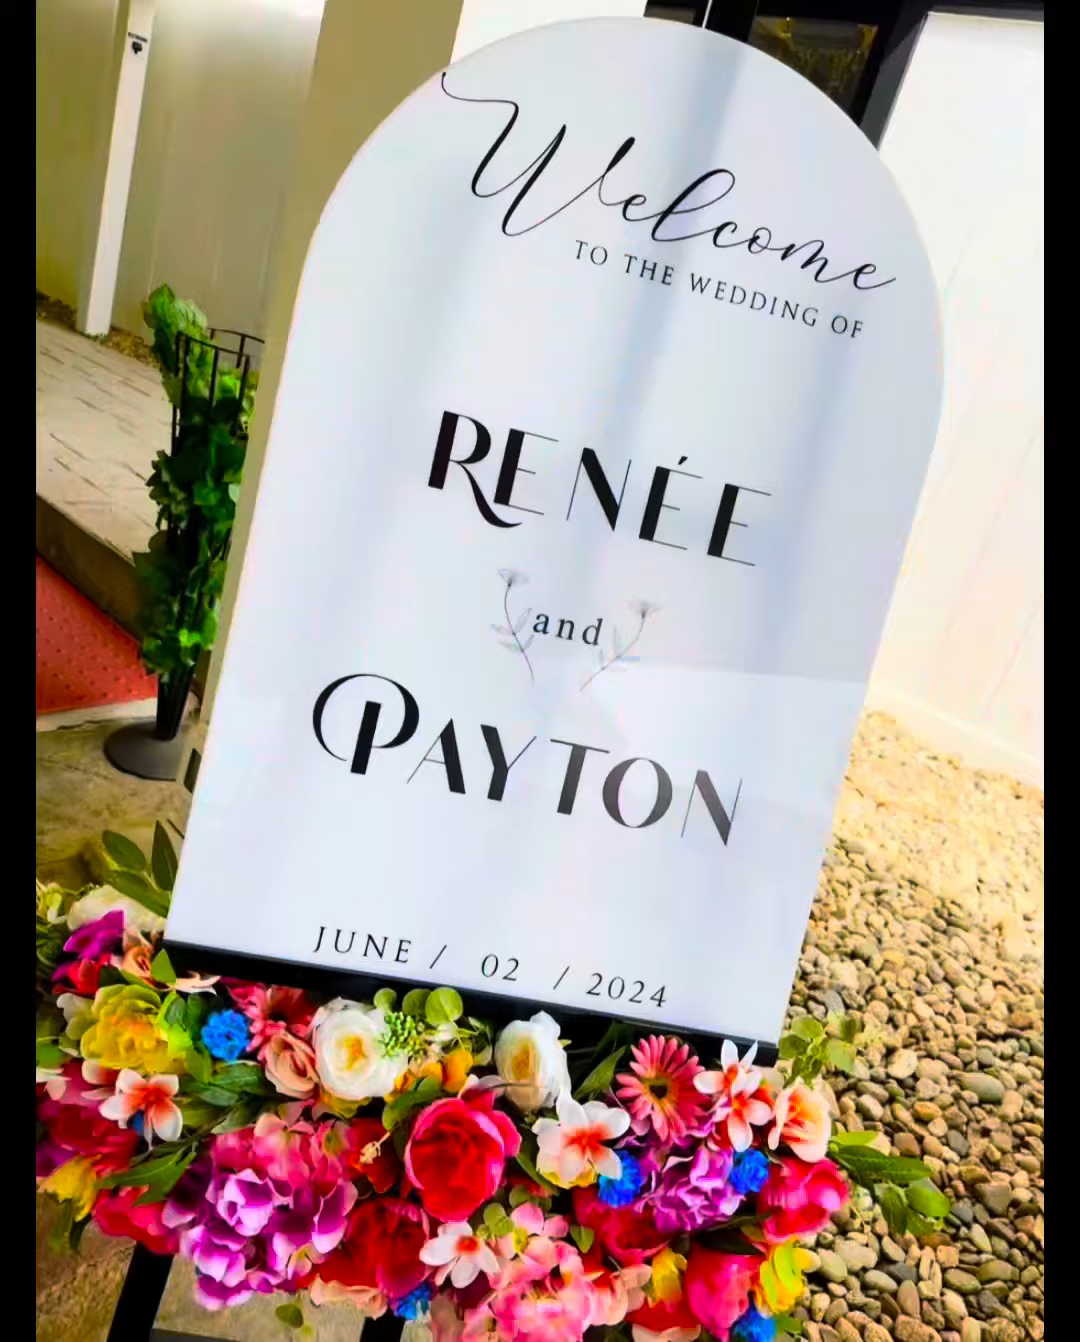 Welcome
TO THE WEDDING OF
RENÉE
and
PAYTON
JUNE / 02 / 2024